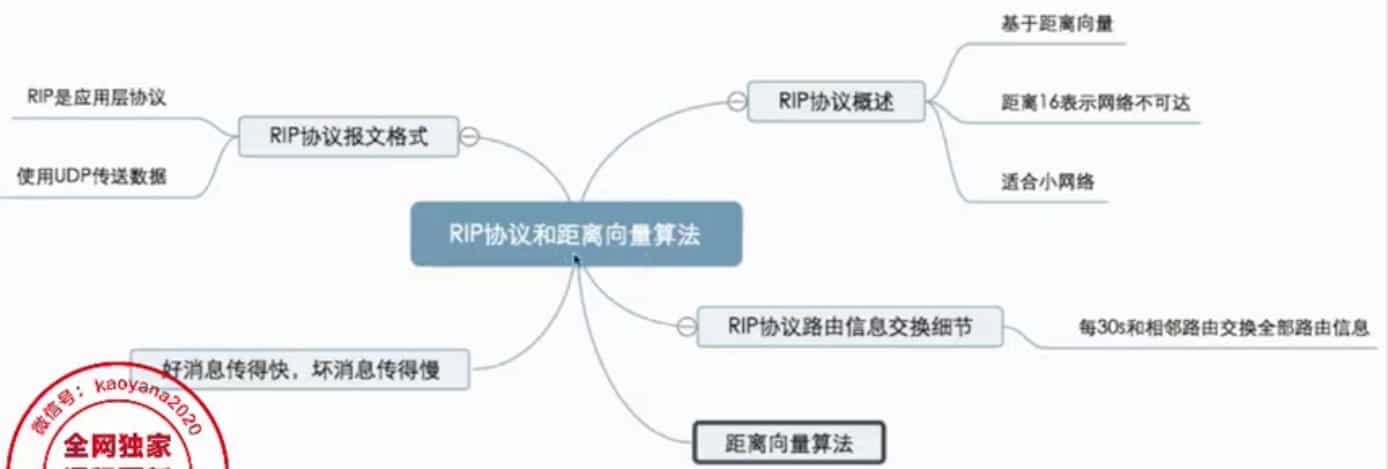 基于距离向量
RIP是应用层协议
RIP协议概述
距离16表示网络不可达
RIP协议报文格式
使用UDP传送数据
适合小网络
RIP协议和距离向量算法
RIP协议路由信息交换细节
每30s和相邻路由交换全部路由信息
好消息传得快，坏消息传得慢
微信号：kaoyana2020
全网独家
距离向量算法